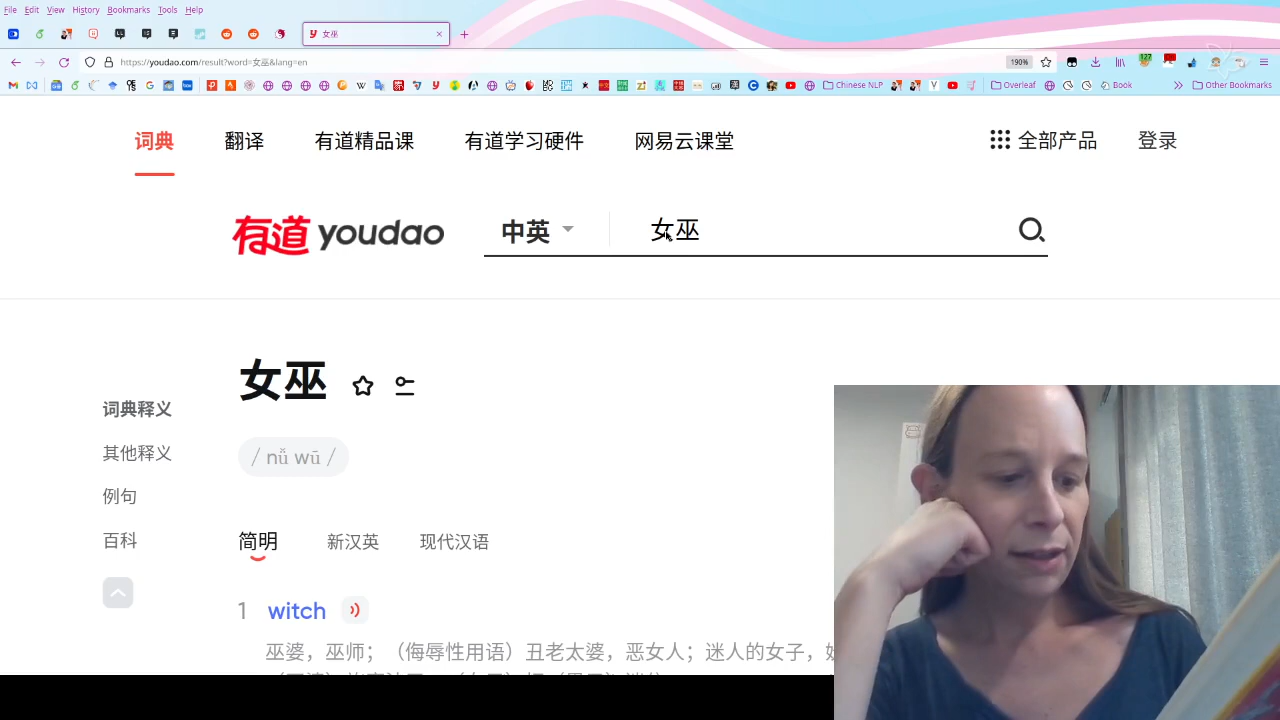 File Edit View History Bookmarks Tools Help
女巫
https://youdao.com/result?word=女巫&lang=en
190%
127
Chinese NLP
Overleaf
Book
Other Bookmarks
词典 翻译 有道精品课 有道学习硬件 网易云课堂 全部产品 登录
有道 youdao 中英 女巫
女巫
词典释义
其他释义
例句
百科
/ nǚ wū /
简明 新汉英 现代汉语
1 witch
巫婆，巫师；（侮辱性用语）丑老太婆，恶女人；迷人的女子，